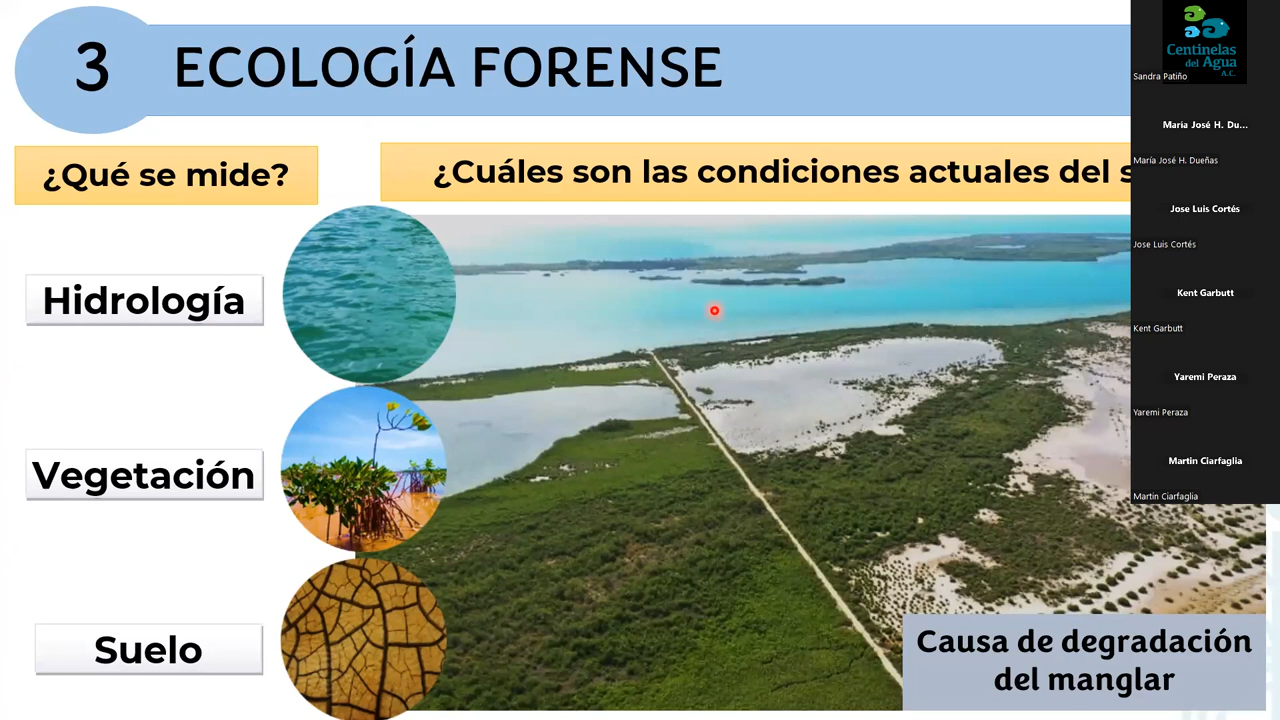 3
ECOLOGÍA FORENSE
¿Qué se mide?
¿Cuáles son las condiciones actuales del s
Hidrología
Vegetación
Suelo
Causa de degradación
del manglar
Centinelas
del Agua
A.C.
Sandra Patiño
María José H. Du...
María José H. Dueñas
Jose Luis Cortés
Jose Luis Cortés
Kent Garbutt
Kent Garbutt
Yaremi Peraza
Yaremi Peraza
Martin Ciarfaglia
Martin Ciarfaglia